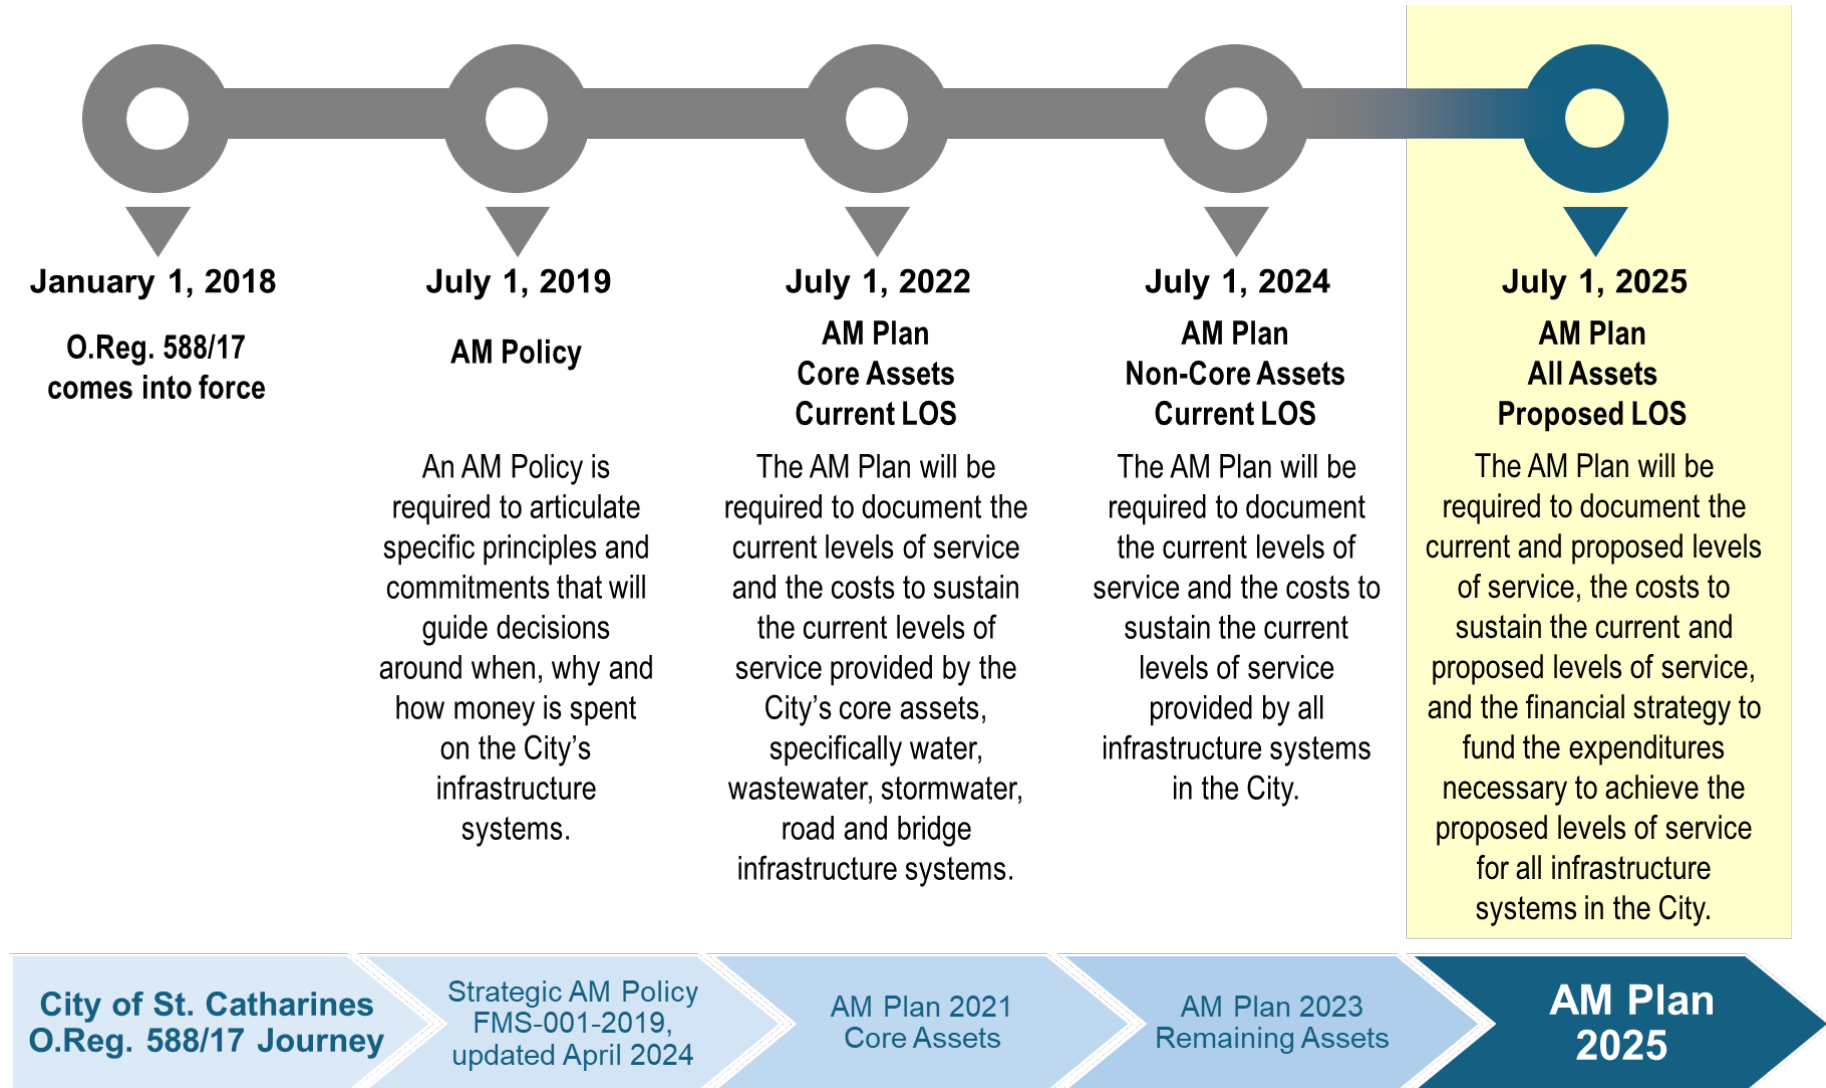 January 1, 2018
O.Reg. 588/17
comes into force
July 1, 2019
AM Policy
An AM Policy is
required to articulate
specific principles and
commitments that will
guide decisions
around when, why and
how money is spent
on the City's
infrastructure
systems.
July 1, 2022
AM Plan
Core Assets
Current LOS
The AM Plan will be
required to document the
current levels of service
and the costs to sustain
the current levels of
service provided by the
City's core assets,
specifically water,
wastewater, stormwater,
road and bridge
infrastructure systems.
July 1, 2024
AM Plan
Non-Core Assets
Current LOS
The AM Plan will be
required to document
the current levels of
service and the costs to
sustain the current
levels of service
provided by all
infrastructure systems
in the City.
July 1, 2025
AM Plan
All Assets
Proposed LOS
The AM Plan will be
required to document the
current and proposed levels
of service, the costs to
sustain the current and
proposed levels of service,
and the financial strategy to
fund the expenditures
necessary to achieve the
proposed levels of service
for all infrastructure
systems in the City.
City of St. Catharines
O.Reg. 588/17 Journey
Strategic AM Policy
FMS-001-2019,
updated April 2024
AM Plan 2021
Core Assets
AM Plan 2023
Remaining Assets
AM Plan
2025